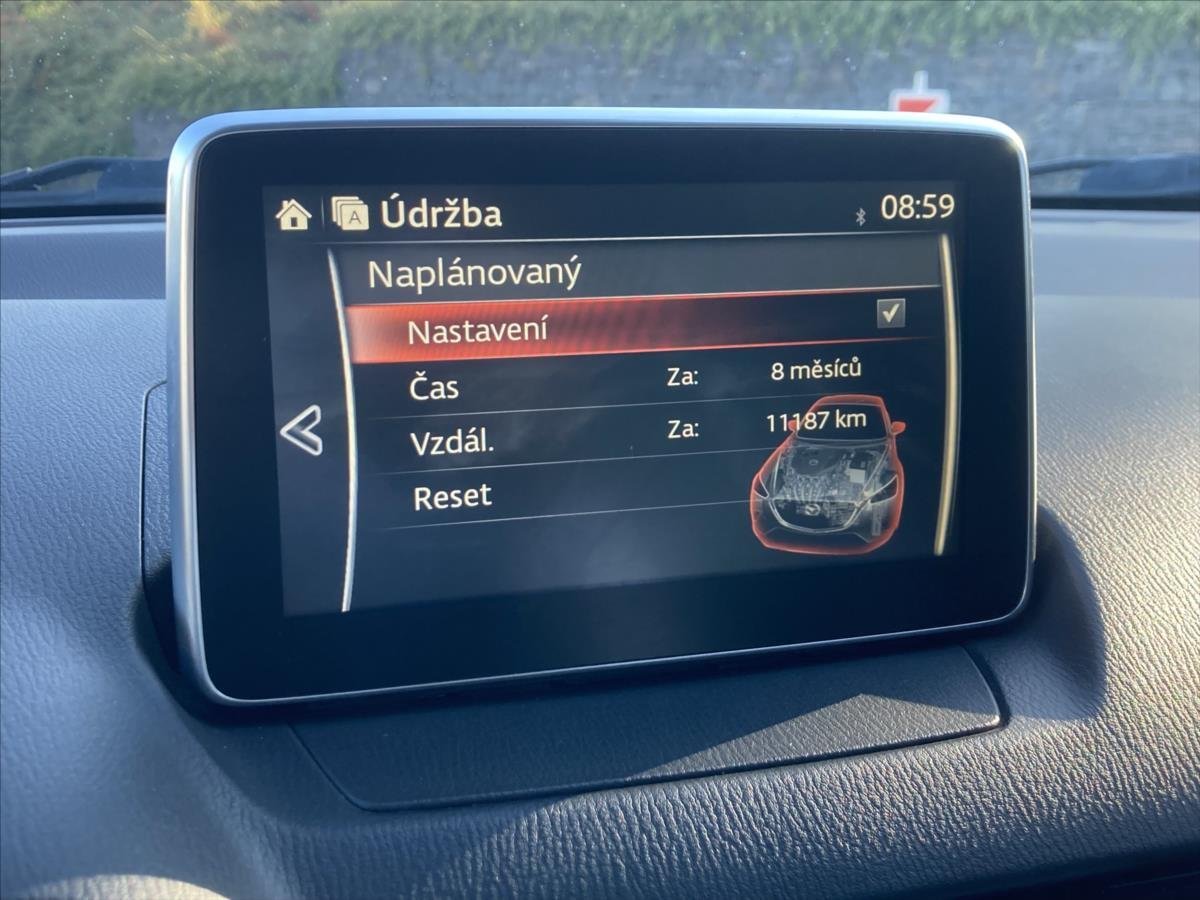 A Údržba 08:59
Naplánovaný
Nastavení
Čas Za: 8 měsíců
Vzdál. Za: 11187 km
Reset